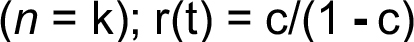 (n = k); r(t) = c/(1 - c)